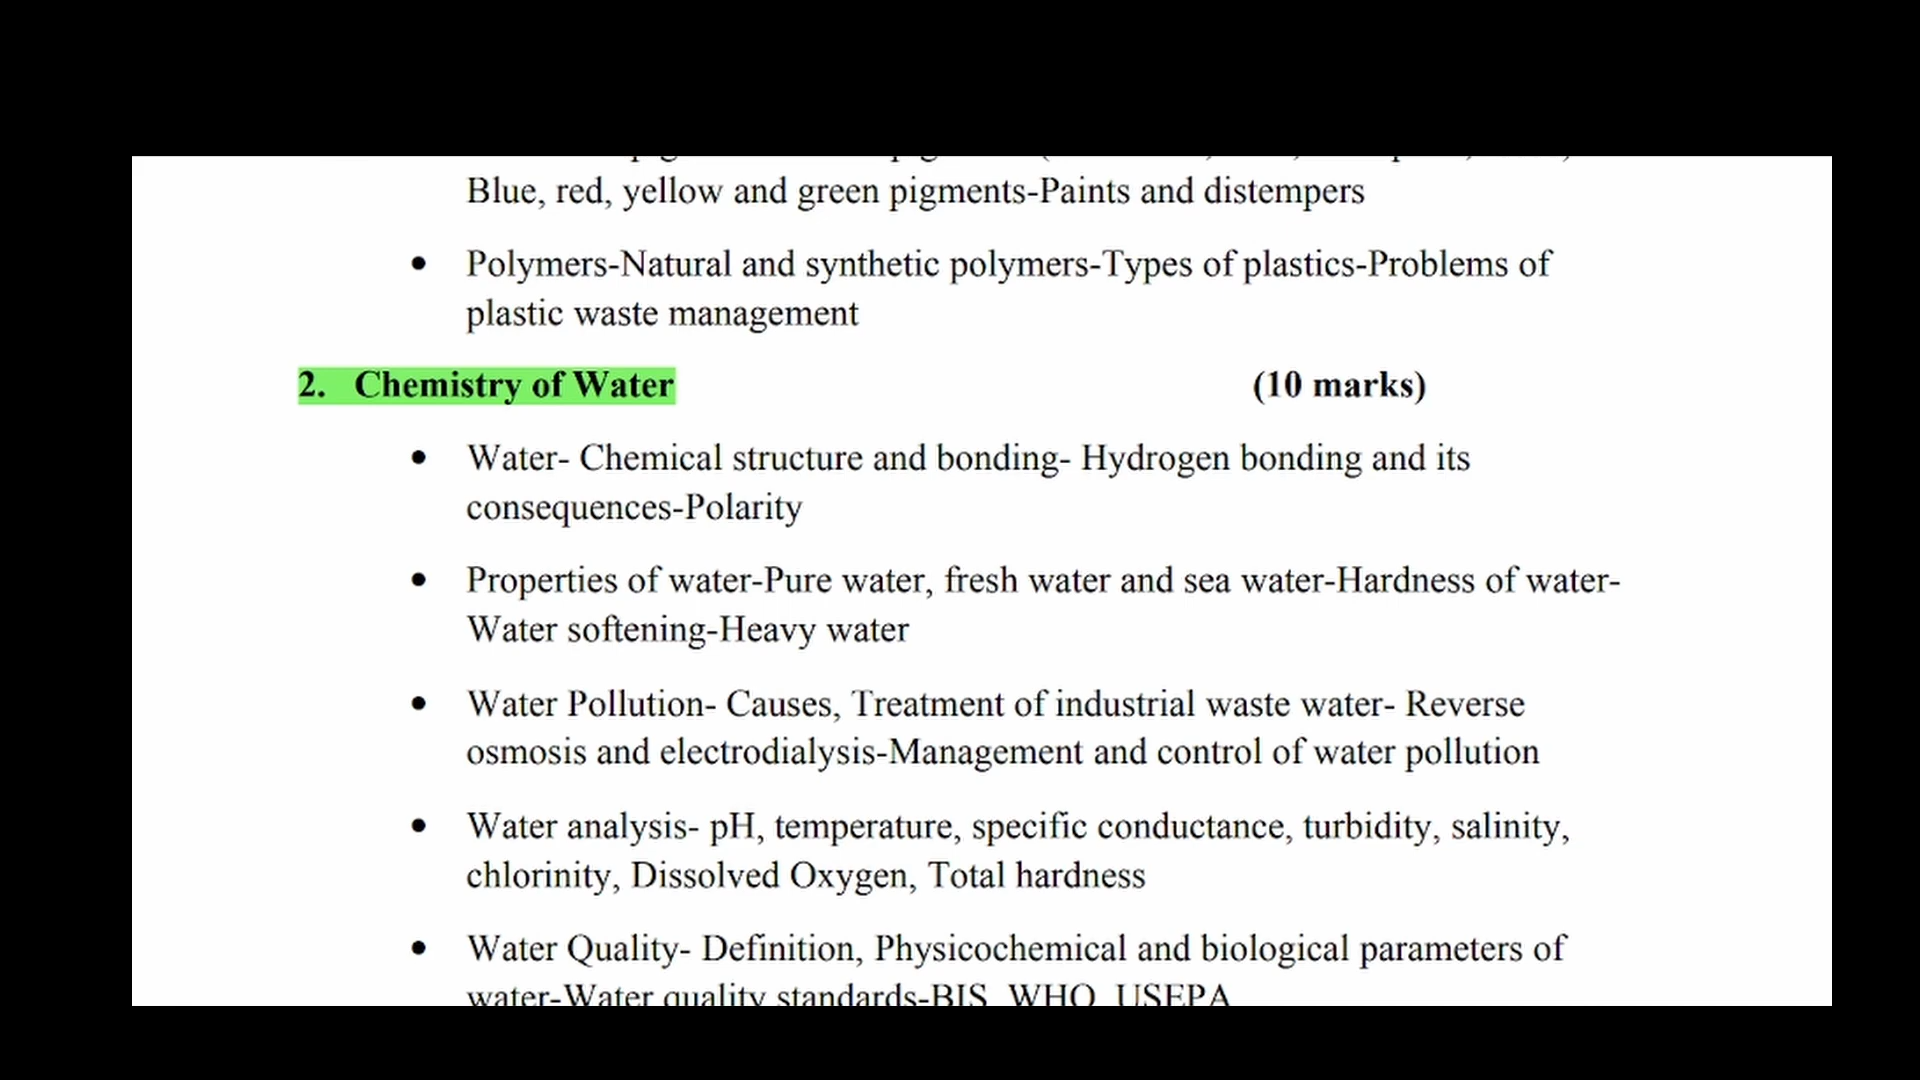 Blue, red, yellow and green pigments-Paints and distempers
• Polymers-Natural and synthetic polymers-Types of plastics-Problems of
plastic waste management
2. Chemistry of Water (10 marks)
• Water- Chemical structure and bonding- Hydrogen bonding and its
consequences-Polarity
• Properties of water-Pure water, fresh water and sea water-Hardness of water-
Water softening-Heavy water
• Water Pollution- Causes, Treatment of industrial waste water- Reverse
osmosis and electrodialysis-Management and control of water pollution
• Water analysis- pH, temperature, specific conductance, turbidity, salinity,
chlorinity, Dissolved Oxygen, Total hardness
• Water Quality- Definition, Physicochemical and biological parameters of
water-Water quality standards-BIS, WHO, USEPA